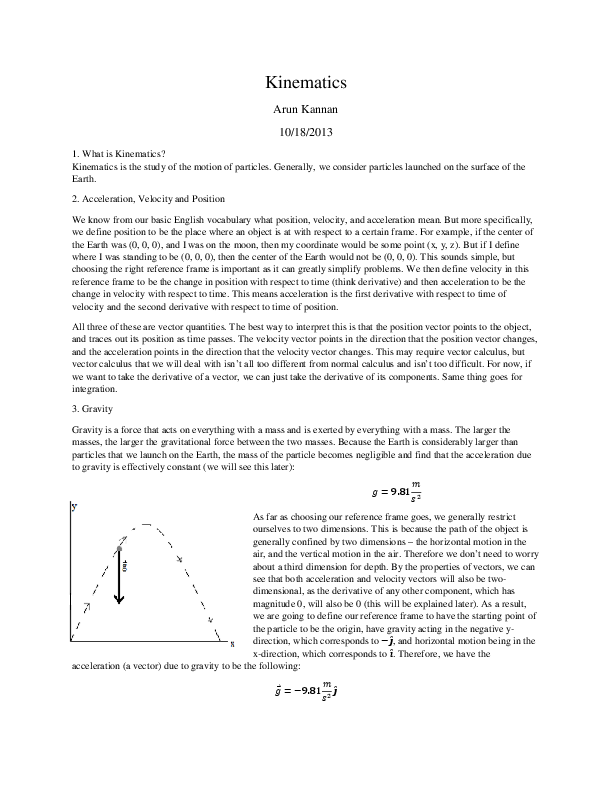 Kinematics
Arun Kannan
10/18/2013
1. What is Kinematics?
Kinematics is the study of the motion of particles. Generally, we consider particles launched on the surface of the
Earth.
2. Acceleration, Velocity and Position
We know from our basic English vocabulary what position, velocity, and acceleration mean. But more specifically,
we define position to be the place where an object is at with respect to a certain frame. For example, if the center of
the Earth was (0, 0, 0), and I was on the moon, then my coordinate would be some point (x, y, z). But if I define
where I was standing to be (0, 0, 0), then the center of the Earth would not be (0, 0, 0). This sounds simple, but
choosing the right reference frame is important as it can greatly simplify problems. We then define velocity in this
reference frame to be the change in position with respect to time (think derivative) and then acceleration to be the
change in velocity with respect to time. This means acceleration is the first derivative with respect to time of
velocity and the second derivative with respect to time of position.
All three of these are vector quantities. The best way to interpret this is that the position vector points to the object,
and traces out its position as time passes. The velocity vector points in the direction that the position vector changes,
and the acceleration points in the direction that the velocity vector changes. This may require vector calculus, but
vector calculus that we will deal with isn't all too different from normal calculus and isn't too difficult. For now, if
we want to take the derivative of a vector, we can just take the derivative of its components. Same thing goes for
integration.
3. Gravity
Gravity is a force that acts on everything with a mass and is exerted by everything with a mass. The larger the
masses, the larger the gravitational force between the two masses. Because the Earth is considerably larger than
particles that we launch on the Earth, the mass of the particle becomes negligible and find that the acceleration due
to gravity is effectively constant (we will see this later):
g = 9.81 m/s²
y
x
As far as choosing our reference frame goes, we generally restrict
ourselves to two dimensions. This is because the path of the object is
generally confined by two dimensions – the horizontal motion in the
air, and the vertical motion in the air. Therefore we don't need to worry
about a third dimension for depth. By the properties of vectors, we can
see that both acceleration and velocity vectors will also be two-
dimensional, as the derivative of any other component, which has
magnitude 0, will also be 0 (this will be explained later). As a result,
we are going to define our reference frame to have the starting point of
the particle to be the origin, have gravity acting in the negative y-
direction, which corresponds to −ĵ, and horizontal motion being in the
x-direction, which corresponds to î. Therefore, we have the
acceleration (a vector) due to gravity to be the following:
g⃗ = −9.81 m/s² ĵ